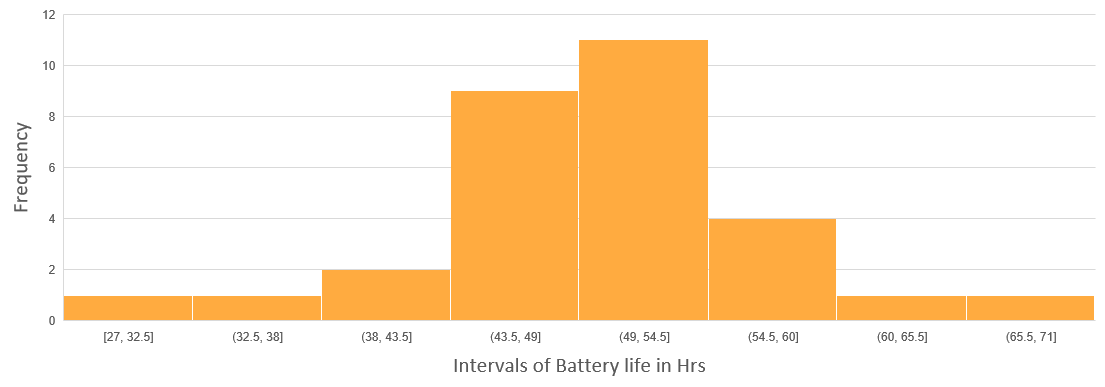 12
10
8
6
4
2
0
Frequency
[27, 32.5] (32.5, 38] (38, 43.5] (43.5, 49] (49, 54.5] (54.5, 60] (60, 65.5] (65.5, 71]
Intervals of Battery life in Hrs